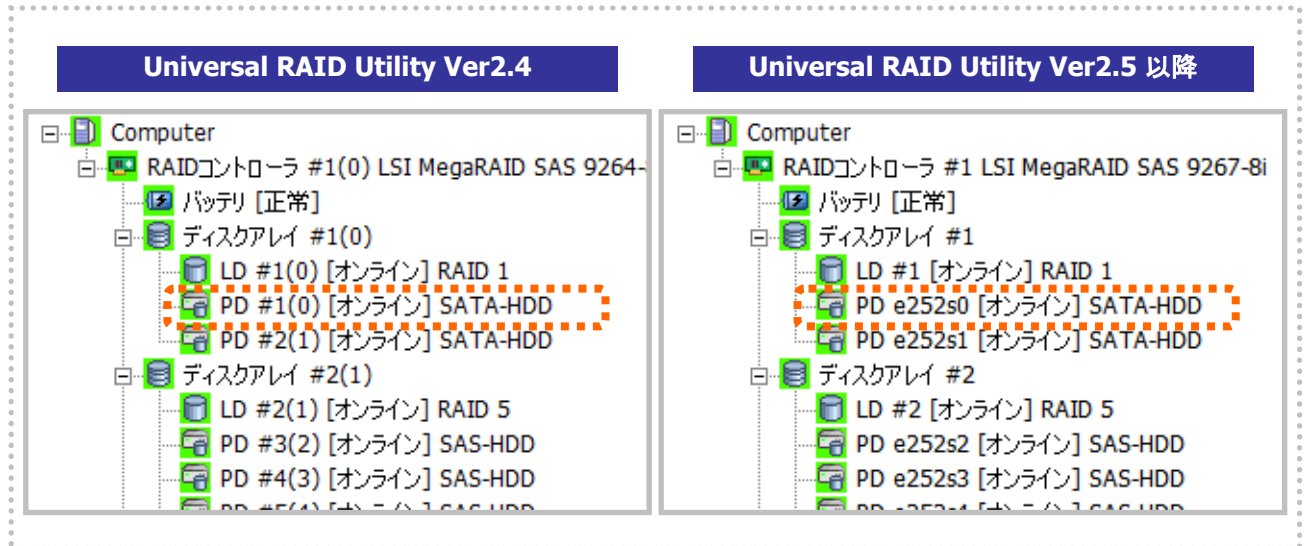 Universal RAID Utility Ver2.4
Computer
RAIDコントローラ #1(0) LSI MegaRAID SAS 9264-
バッテリ [正常]
ディスクアレイ #1(0)
LD #1(0) [オンライン] RAID 1
PD #1(0) [オンライン] SATA-HDD
PD #2(1) [オンライン] SATA-HDD
ディスクアレイ #2(1)
LD #2(1) [オンライン] RAID 5
PD #3(2) [オンライン] SAS-HDD
PD #4(3) [オンライン] SAS-HDD
Universal RAID Utility Ver2.5 以降
Computer
RAIDコントローラ #1 LSI MegaRAID SAS 9267-8i
バッテリ [正常]
ディスクアレイ #1
LD #1 [オンライン] RAID 1
PD e252s0 [オンライン] SATA-HDD
PD e252s1 [オンライン] SATA-HDD
ディスクアレイ #2
LD #2 [オンライン] RAID 5
PD e252s2 [オンライン] SAS-HDD
PD e252s3 [オンライン] SAS-HDD